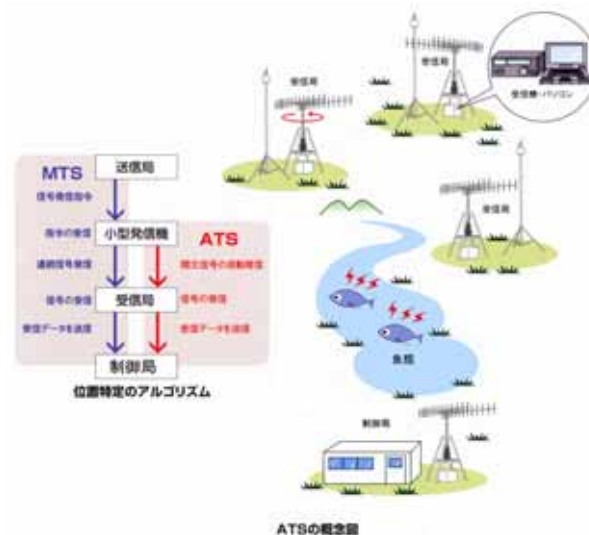 受信局
受信局
受信機・パソコン
MTS
送信局
信号発信指令
小型発信機
指令の受信
ATS
連続信号発信
間欠信号の自動発信
受信局
信号の受信
信号の受信
受信データを送信
受信データを送信
制御局
位置特定のアルゴリズム
受信局
魚類
制御局
ATSの概念図